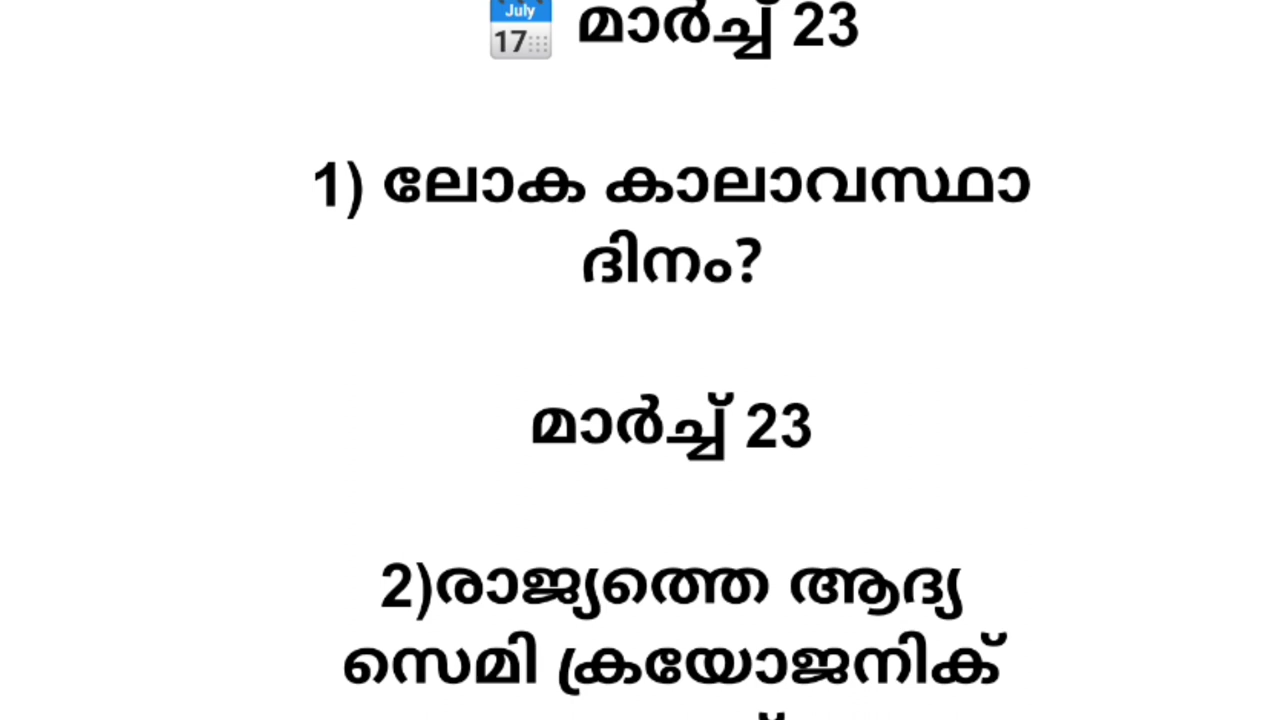 July
17
മാർച്ച് 23
1) ലോക കാലാവസ്ഥാ
ദിനം?
മാർച്ച് 23
2)രാജ്യത്തെ ആദ്യ
സെമി ക്രയോജനിക്